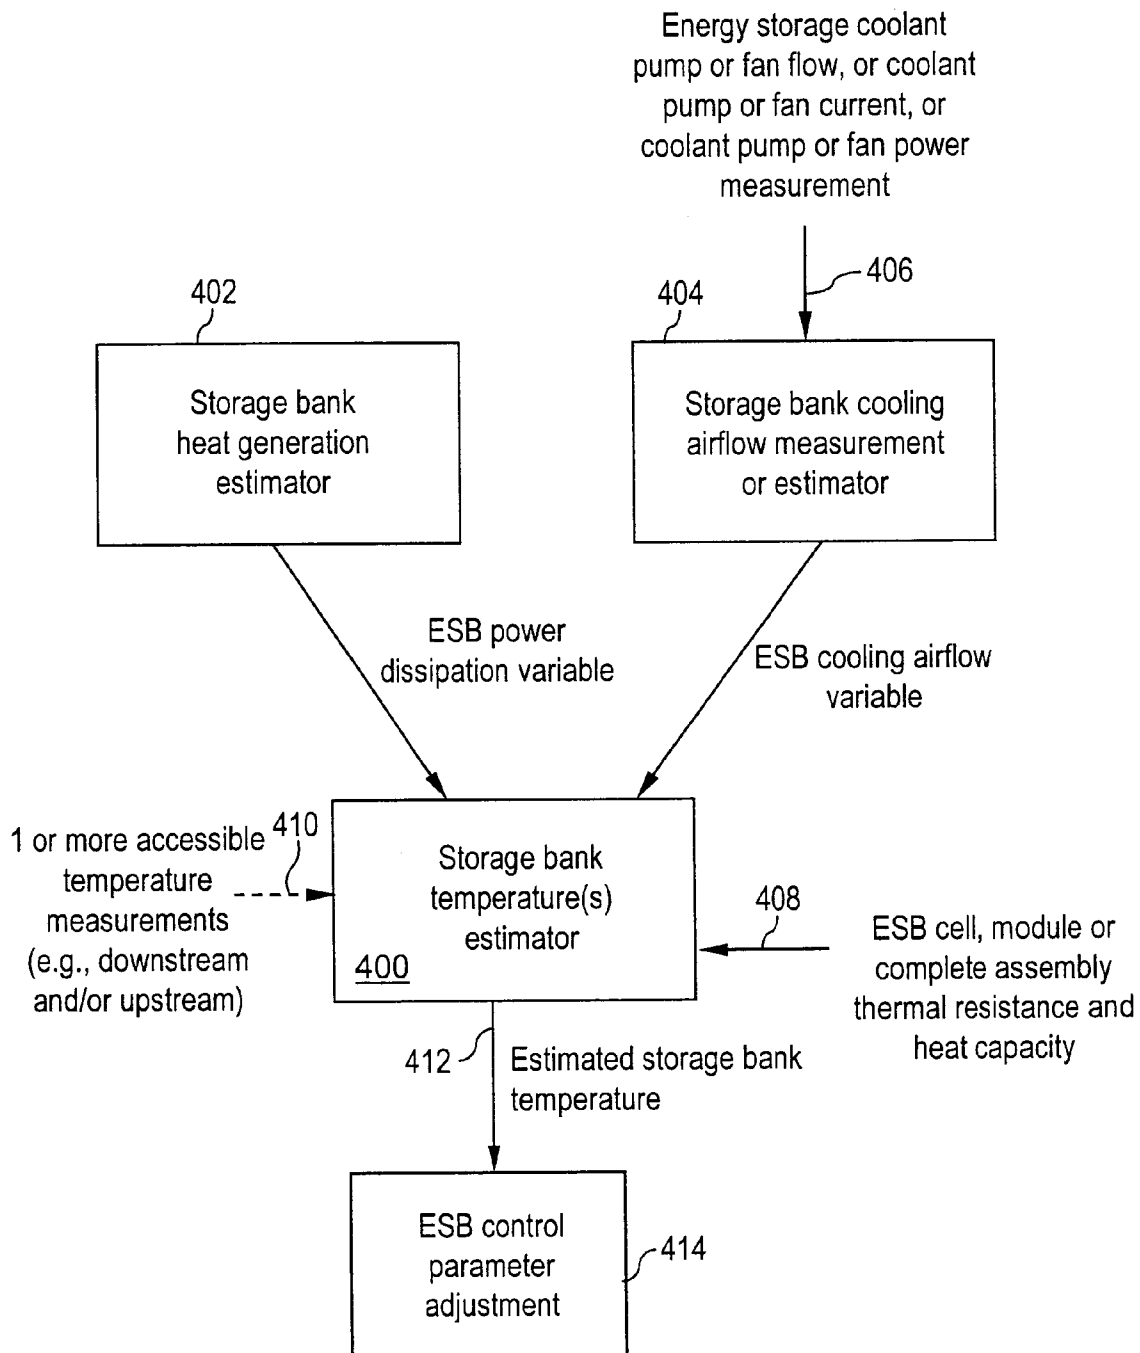 Energy storage coolant
pump or fan flow, or coolant
pump or fan current, or
coolant pump or fan power
measurement
406
402
404
Storage bank
heat generation
estimator
Storage bank cooling
airflow measurement
or estimator
ESB power
dissipation variable
ESB cooling airflow
variable
1 or more accessible
temperature
measurements
(e.g., downstream
and/or upstream)
410
Storage bank
temperature(s)
estimator
400
408
ESB cell, module or
complete assembly
thermal resistance and
heat capacity
412
Estimated storage bank
temperature
ESB control
parameter
adjustment
414